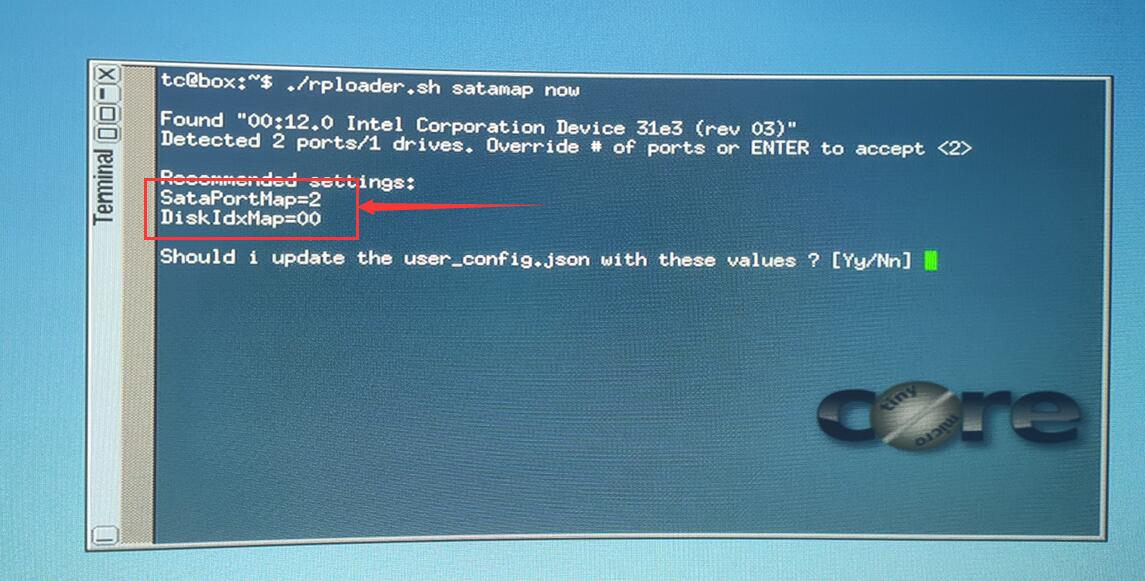 Terminal
tc@box:~$ ./rploader.sh satamap now
Found "00:12.0 Intel Corporation Device 31e3 (rev 03)"
Detected 2 ports/1 drives. Override # of ports or ENTER to accept <2>
Recommended settings:
SataPortMap=2
DiskIdxMap=00
Should i update the user_config.json with these values ? [Yy/Nn]
core
tiny
micro